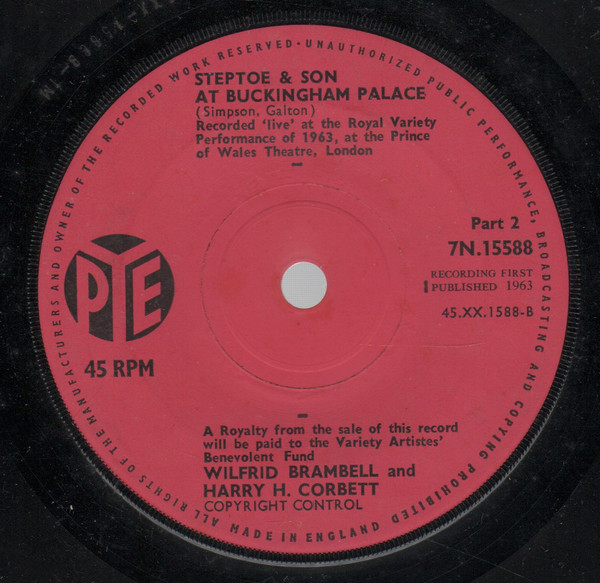 STEPTOE & SON
AT BUCKINGHAM PALACE
(Simpson, Galton)
Recorded 'live' at the Royal Variety
Performance of 1963, at the Prince
of Wales Theatre, London
Part 2
7N.15588
RECORDING FIRST
PUBLISHED 1963
45.XX.1588-B
PYE
45 RPM
A Royalty from the sale of this record
will be paid to the Variety Artistes'
Benevolent Fund
WILFRID BRAMBELL and
HARRY H. CORBETT
COPYRIGHT CONTROL
ALL RIGHTS OF THE MANUFACTURERS AND OWNER OF THE RECORDED WORK RESERVED · UNAUTHORIZED PUBLIC PERFORMANCE, BROADCASTING AND COPYING PROHIBITED
MADE IN ENGLAND